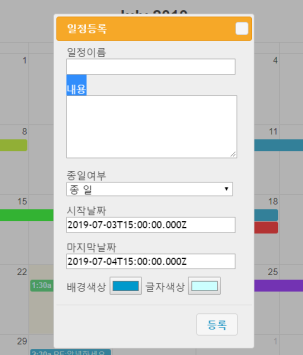 일정등록
일정이름
내용
종일여부
종 일
시작날짜
2019-07-03T15:00:00.000Z
마지막날짜
2019-07-04T15:00:00.000Z
배경색상 글자색상
등록
1 4
8 11
15 18
22 25
29 1